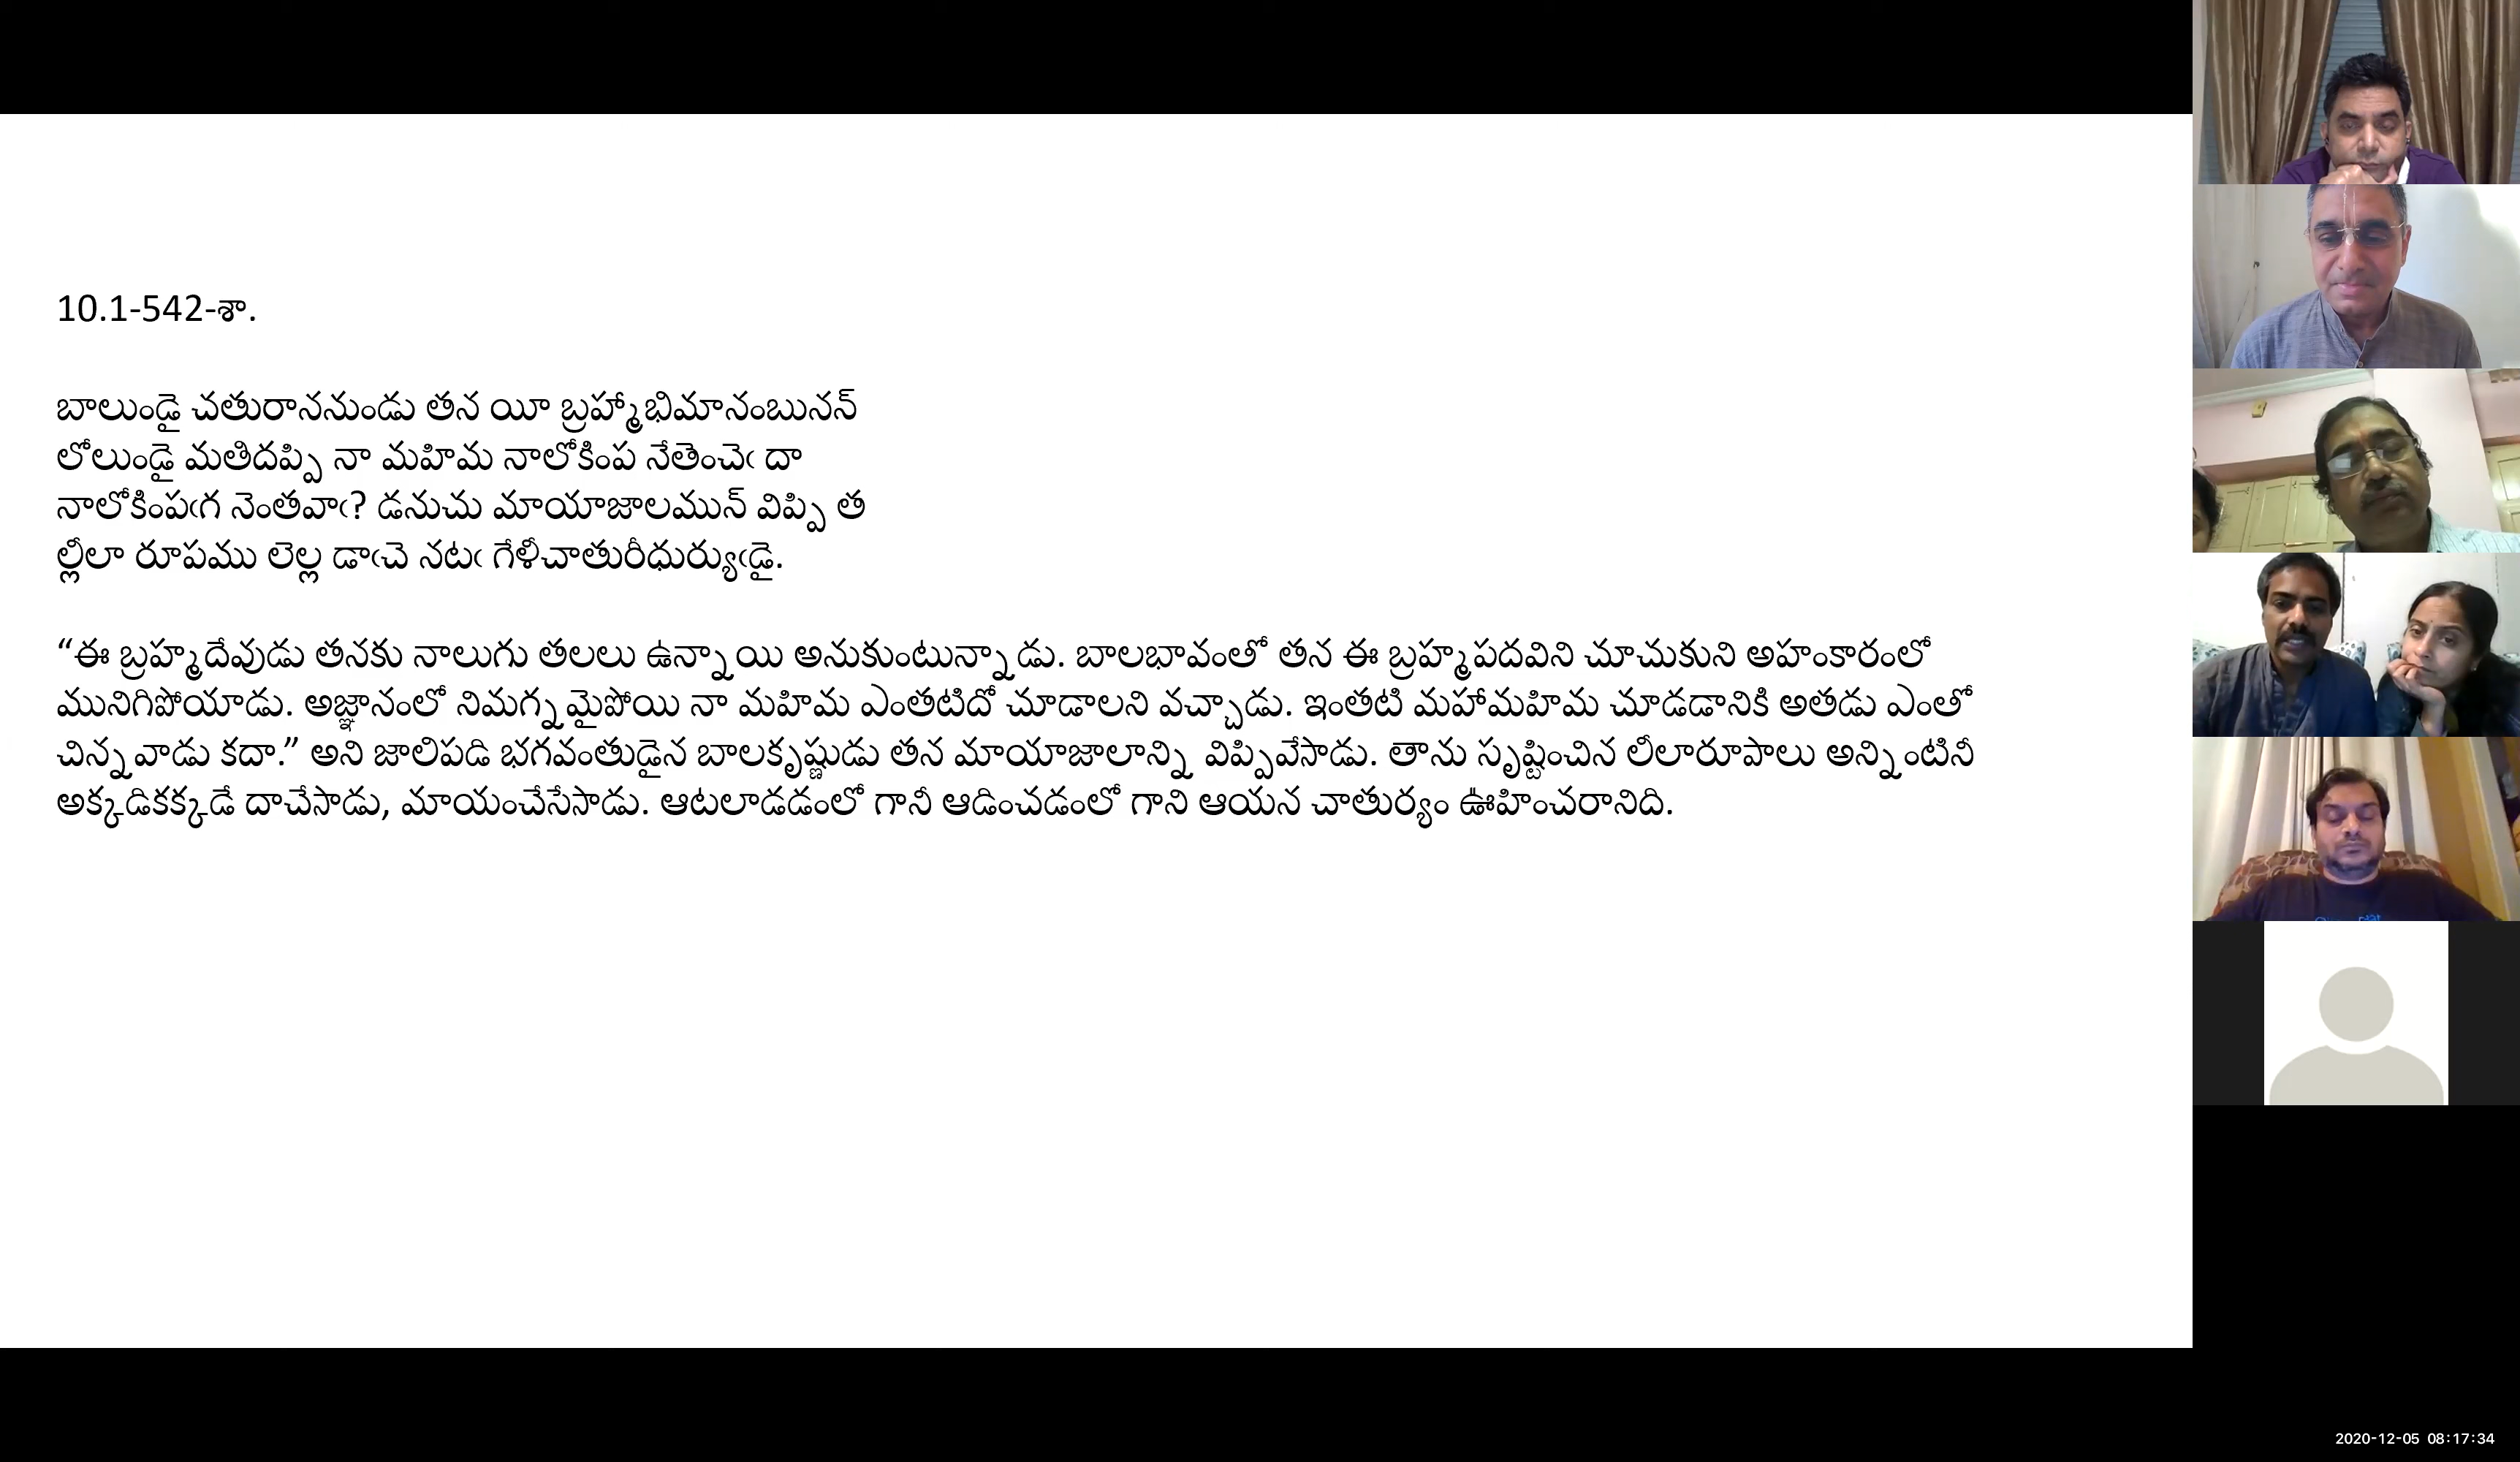 10.1-542-శా.
బాలుండై చతురాననుండు తన యీ బ్రహ్మాభిమానంబునన్
లోలుండై మతిదప్పి నా మహిమ నాలోకింప నేతెంచెఁ దా
నాలోకింపఁగ నెంతవాఁ? డనుచు మాయాజాలమున్ విప్పి త
ల్లీలా రూపము లెల్ల డాఁచె నటఁ గేళీచాతురీధుర్యుఁడై.
“ఈ బ్రహ్మదేవుడు తనకు నాలుగు తలలు ఉన్నాయి అనుకుంటున్నాడు. బాలభావంతో తన ఈ బ్రహ్మపదవిని చూచుకుని అహంకారంలో
మునిగిపోయాడు. అజ్ఞానంలో నిమగ్నమైపోయి నా మహిమ ఎంతటిదో చూడాలని వచ్చాడు. ఇంతటి మహామహిమ చూడడానికి అతడు ఎంతో
చిన్నవాడు కదా.” అని జాలిపడి భగవంతుడైన బాలకృష్ణుడు తన మాయాజాలాన్ని విప్పివేసాడు. తాను సృష్టించిన లీలారూపాలు అన్నింటినీ
అక్కడికక్కడే దాచేసాడు, మాయంచేసేసాడు. ఆటలాడడంలో గానీ ఆడించడంలో గాని ఆయన చాతుర్యం ఊహించరానిది.
2020-12-05 08:17:34